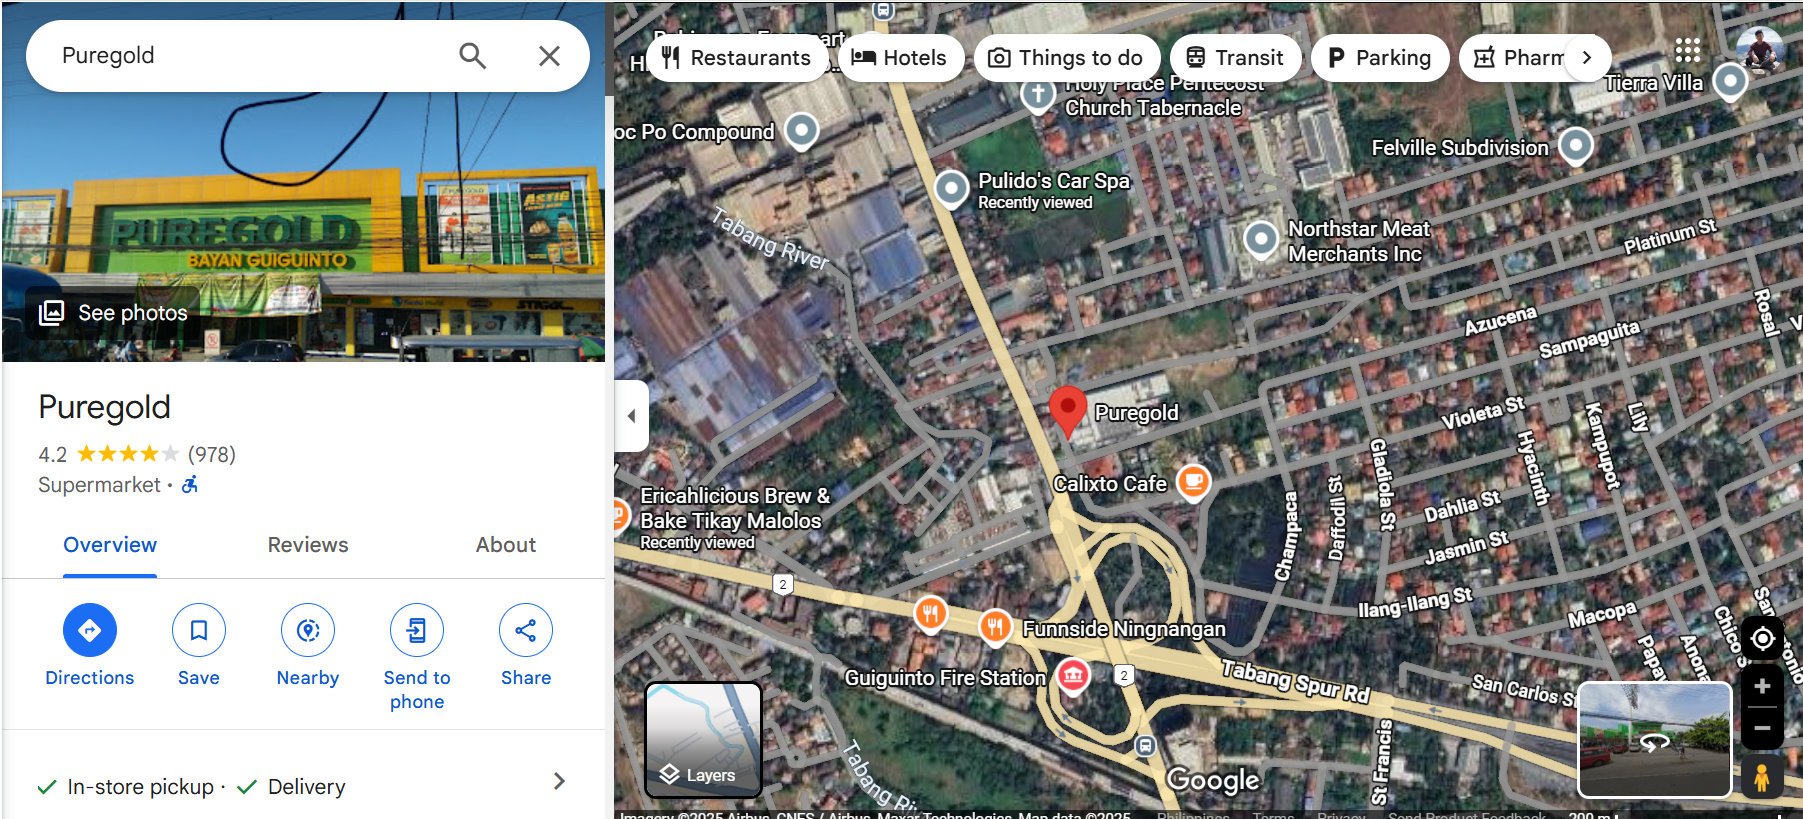 Puregold
PUREGOLD
BAYAN GUIGUINTO
ASTIG
See photos
Puregold
4.2 (978)
Supermarket ·
Overview
Reviews
About
Directions
Save
Nearby
Send to
phone
Share
In-store pickup · Delivery
Restaurants
Hotels
Things to do
Transit
Parking
Pharm
Holy Place Pentecost
Church Tabernacle
oc Po Compound
Tierra Villa
Felville Subdivision
Pulido's Car Spa
Recently viewed
Northstar Meat
Merchants Inc
Tabang River
Platinum St
Rosal
Azucena
Sampaguita
Puregold
Violeta St
Kampupot
Lily
Hyacinth
Gladiola St
Daffodil St
Champaca
Dahlia St
Jasmin St
Calixto Cafe
Ericahlicious Brew &
Bake Tikay Malolos
Recently viewed
2
Ilang-Ilang St
Macopa
Funnside Ningnangan
Guiguinto Fire Station
2
Tabang Spur Rd
San Carlos S
St Francis
Chico S
Anona
Papay
Tabang Riv
Layers
Google
Imagery ©2025 Airbus, CNES / Airbus, Maxar Technologies, Map data ©2025
Philippines
Terms
Privacy
Send Product Feedback
200 m